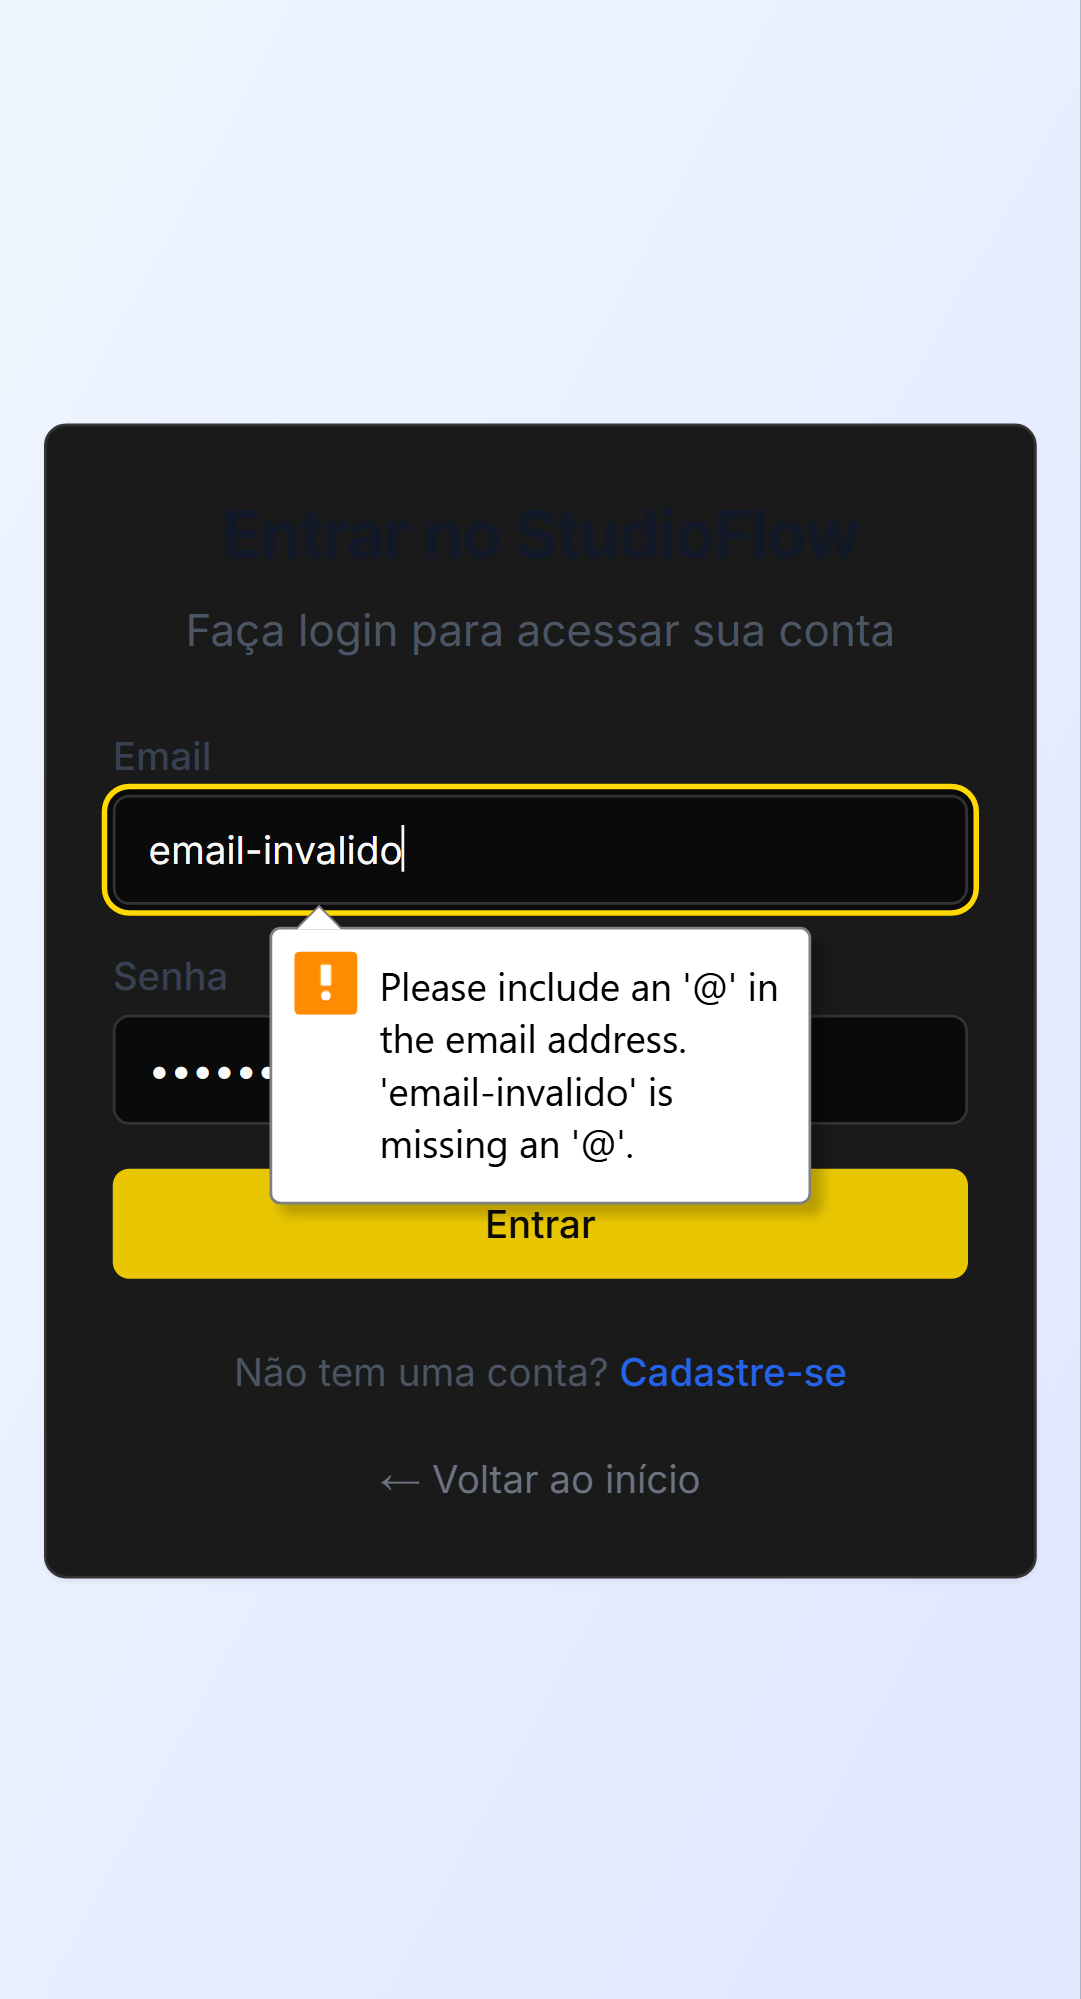 Entrar no StudioFlow
Faça login para acessar sua conta
Email
email-invalido
Please include an '@' in
the email address.
'email-invalido' is
missing an '@'.
Senha
••••••
Entrar
Não tem uma conta? Cadastre-se
← Voltar ao início